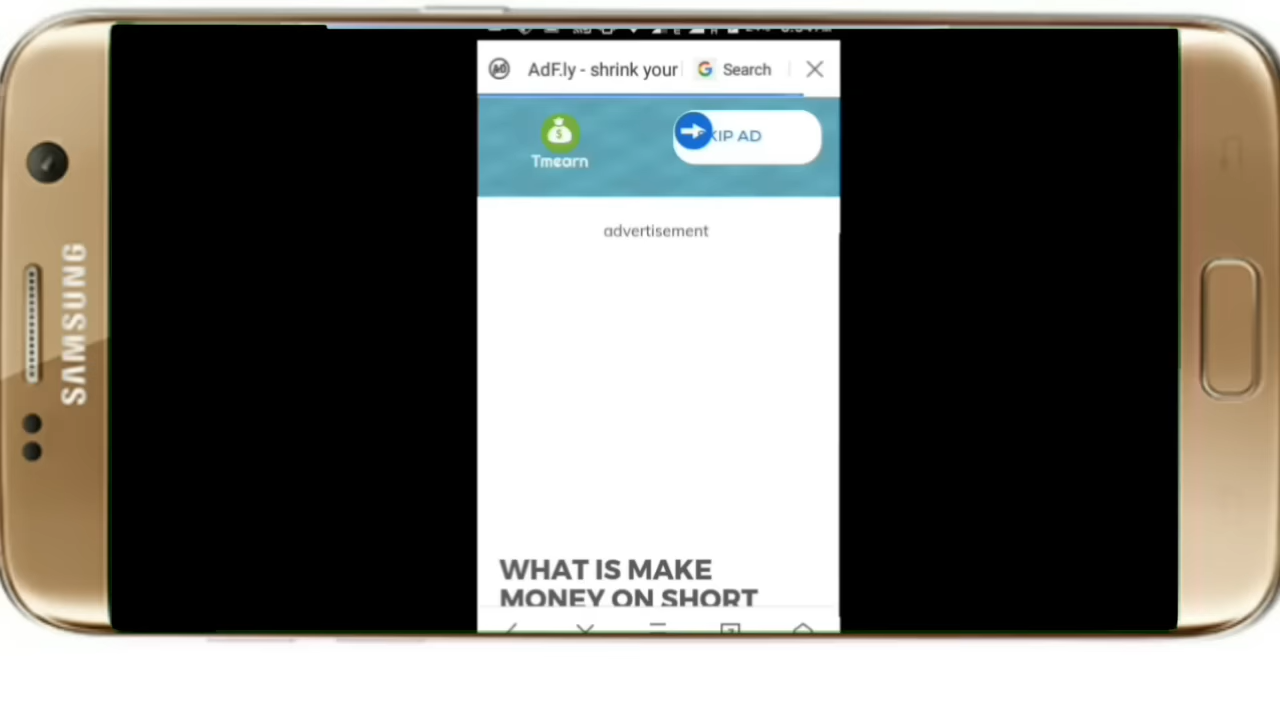 SAMSUNG
AdF.ly - shrink your
Search
Tmearn
SKIP AD
advertisement
WHAT IS MAKE
MONEY ON SHORT